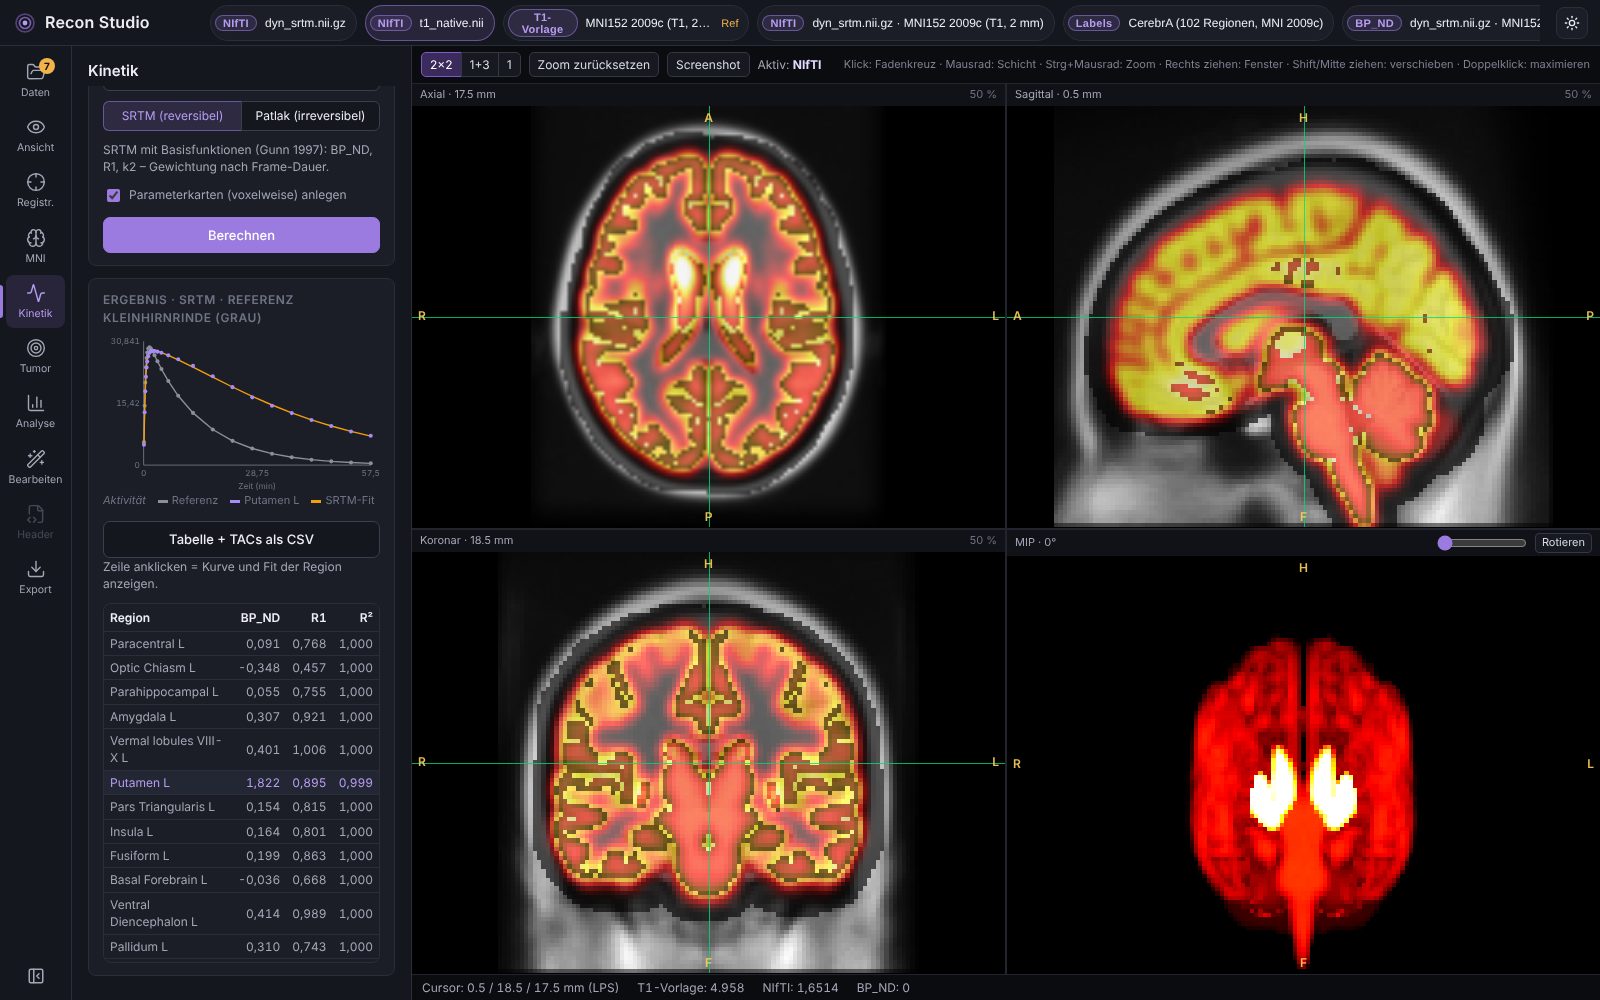 Recon Studio
NIfTI dyn_srtm.nii.gz
NIfTI t1_native.nii
T1-Vorlage MNI152 2009c (T1, 2... Ref
NIfTI dyn_srtm.nii.gz · MNI152 2009c (T1, 2 mm)
Labels CerebrA (102 Regionen, MNI 2009c)
BP_ND dyn_srtm.nii.gz · MNI152
7
Daten
Ansicht
Registr.
MNI
Kinetik
Tumor
Analyse
Bearbeiten
Header
Export
Kinetik
SRTM (reversibel) Patlak (irreversibel)
SRTM mit Basisfunktionen (Gunn 1997): BP_ND,
R1, k2 – Gewichtung nach Frame-Dauer.
Parameterkarten (voxelweise) anlegen
Berechnen
ERGEBNIS · SRTM · REFERENZ
KLEINHIRNRINDE (GRAU)
30,841
15,42
0
0 28,75 57,5
Zeit (min)
Aktivität Referenz Putamen L SRTM-Fit
Tabelle + TACs als CSV
Zeile anklicken = Kurve und Fit der Region
anzeigen.
Region BP_ND R1 R²
Paracentral L 0,091 0,768 1,000
Optic Chiasm L -0,348 0,457 1,000
Parahippocampal L 0,055 0,755 1,000
Amygdala L 0,307 0,921 1,000
Vermal lobules VIII-
X L 0,401 1,006 1,000
Putamen L 1,822 0,895 0,999
Pars Triangularis L 0,154 0,815 1,000
Insula L 0,164 0,801 1,000
Fusiform L 0,199 0,863 1,000
Basal Forebrain L -0,036 0,668 1,000
Ventral
Diencephalon L 0,414 0,989 1,000
Pallidum L 0,310 0,743 1,000
2×2 1+3 1 Zoom zurücksetzen Screenshot Aktiv: NIfTI Klick: Fadenkreuz · Mausrad: Schicht · Strg+Mausrad: Zoom · Rechts ziehen: Fenster · Shift/Mitte ziehen: verschieben · Doppelklick: maximieren
Axial · 17.5 mm 50 %
A
R L
P
Sagittal · 0.5 mm 50 %
H
A P
F
Koronar · 18.5 mm 50 %
H
R L
F
MIP · 0° Rotieren
H
R L
F
Cursor: 0.5 / 18.5 / 17.5 mm (LPS) T1-Vorlage: 4.958 NIfTI: 1,6514 BP_ND: 0